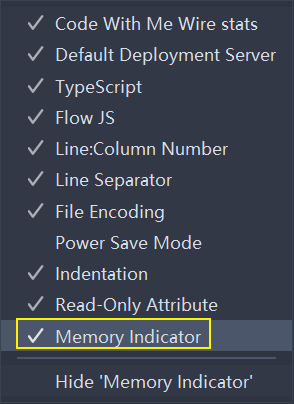 Code With Me Wire stats
Default Deployment Server
TypeScript
Flow JS
Line:Column Number
Line Separator
File Encoding
Power Save Mode
Indentation
Read-Only Attribute
Memory Indicator
Hide 'Memory Indicator'